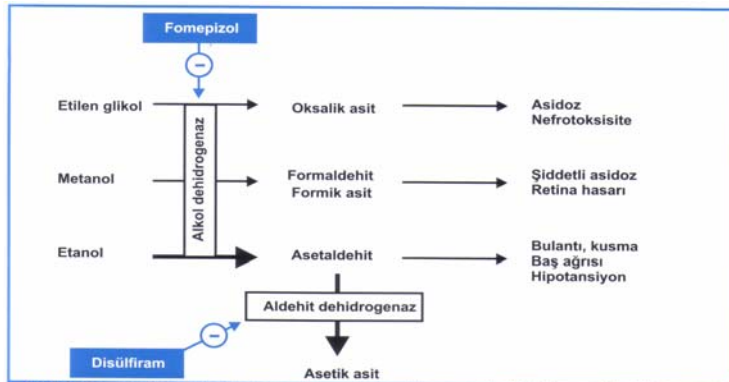 Fomepizol
Etilen glikol
Oksalik asit
Asidoz
Nefrotoksisite
Alkol dehidrogenaz
Metanol
Formaldehit
Formik asit
Şiddetli asidoz
Retina hasarı
Etanol
Asetaldehit
Bulantı, kusma
Baş ağrısı
Hipotansiyon
Aldehit dehidrogenaz
Disülfiram
Asetik asit